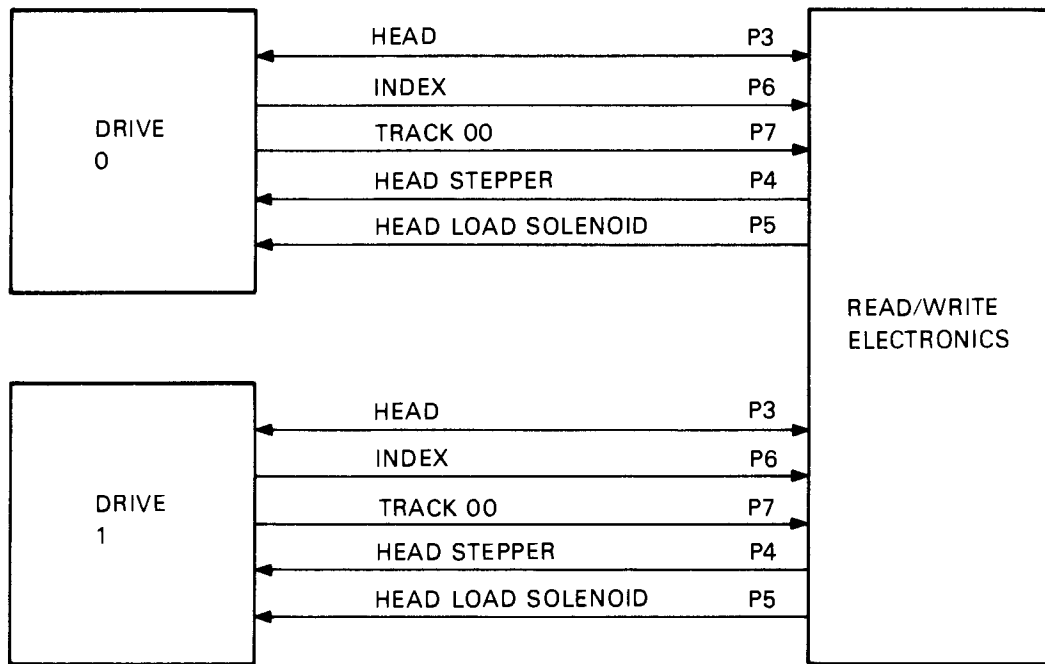 HEAD P3
INDEX P6
DRIVE
0
TRACK 00 P7
HEAD STEPPER P4
HEAD LOAD SOLENOID P5
READ/WRITE
ELECTRONICS
HEAD P3
INDEX P6
DRIVE
1
TRACK 00 P7
HEAD STEPPER P4
HEAD LOAD SOLENOID P5